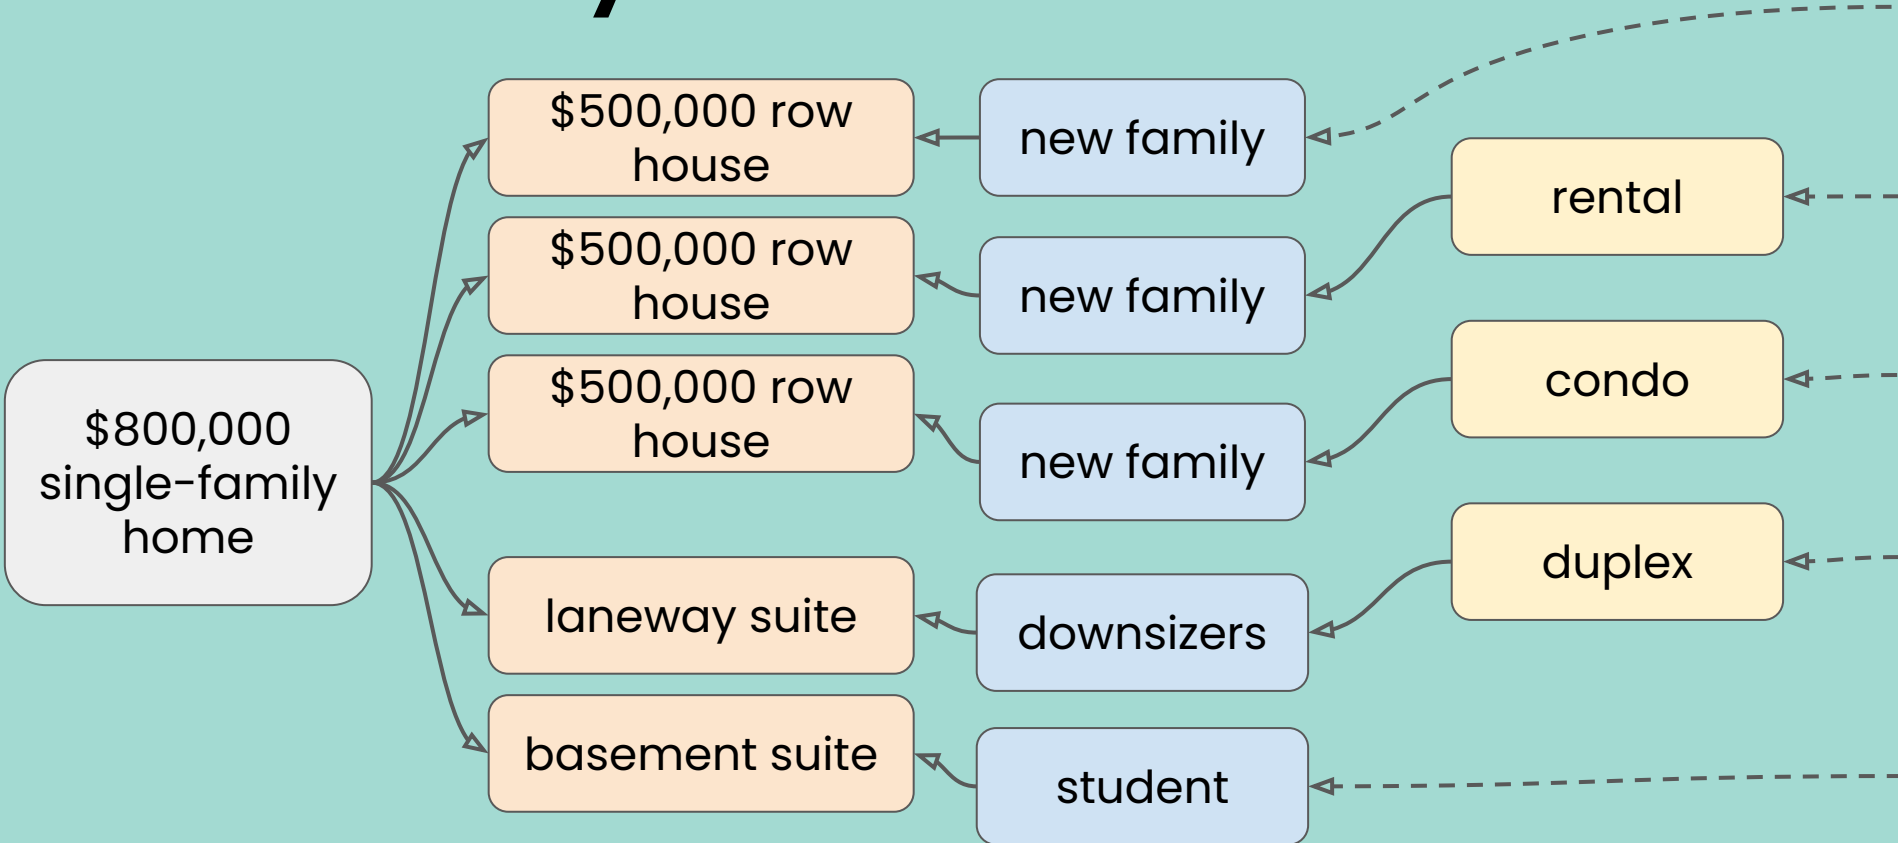 $500,000 row
house
new family
rental
$500,000 row
house
new family
$500,000 row
house
condo
new family
$800,000
single-family
home
duplex
laneway suite
downsizers
basement suite
student